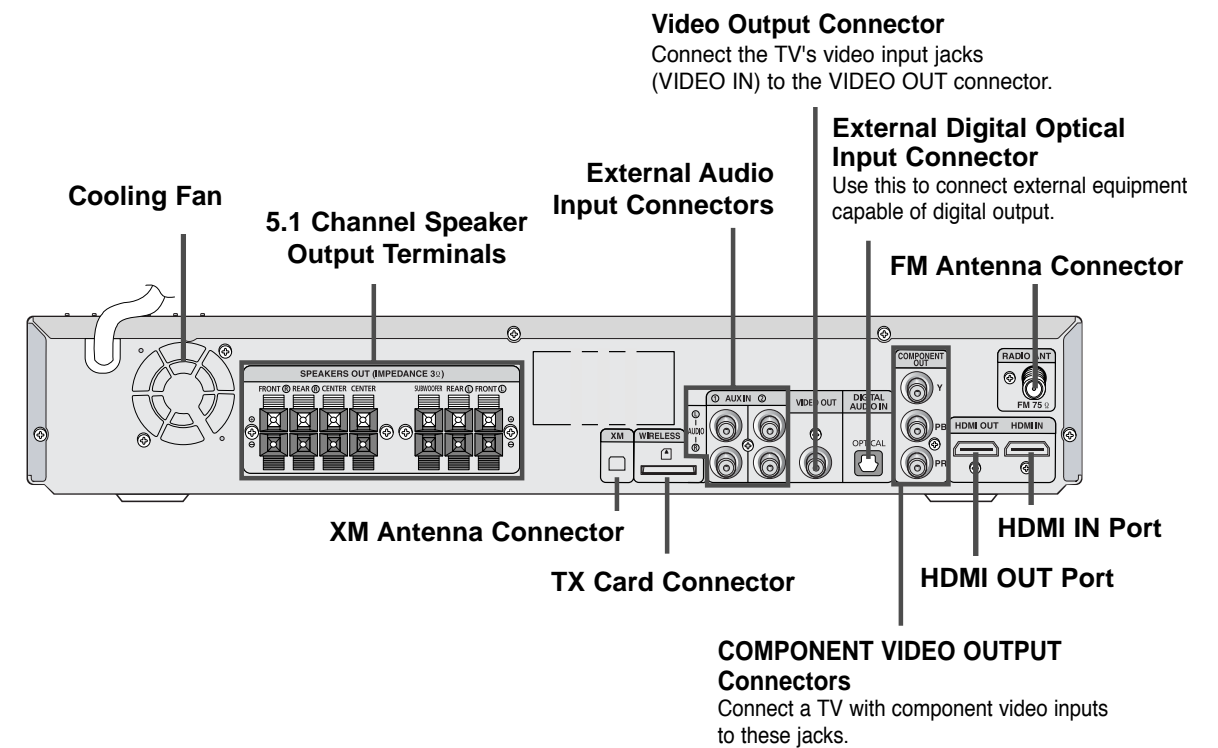 Video Output Connector
Connect the TV's video input jacks
(VIDEO IN) to the VIDEO OUT connector.
External Digital Optical
Input Connector
Use this to connect external equipment
capable of digital output.
External Audio
Input Connectors
Cooling Fan
5.1 Channel Speaker
Output Terminals
FM Antenna Connector
SPEAKERS OUT (IMPEDANCE 3Ω)
FRONT R REAR R CENTER CENTER
SUBWOOFER REAR L FRONT L
XM
WIRELESS
1 AUX IN 2
L
AUDIO
R
VIDEO OUT
DIGITAL
AUDIO IN
OPTICAL
COMPONENT
OUT
Y
PB
PR
RADIO ANT
FM 75 Ω
HDMI OUT
HDMI IN
XM Antenna Connector
TX Card Connector
HDMI IN Port
HDMI OUT Port
COMPONENT VIDEO OUTPUT
Connectors
Connect a TV with component video inputs
to these jacks.